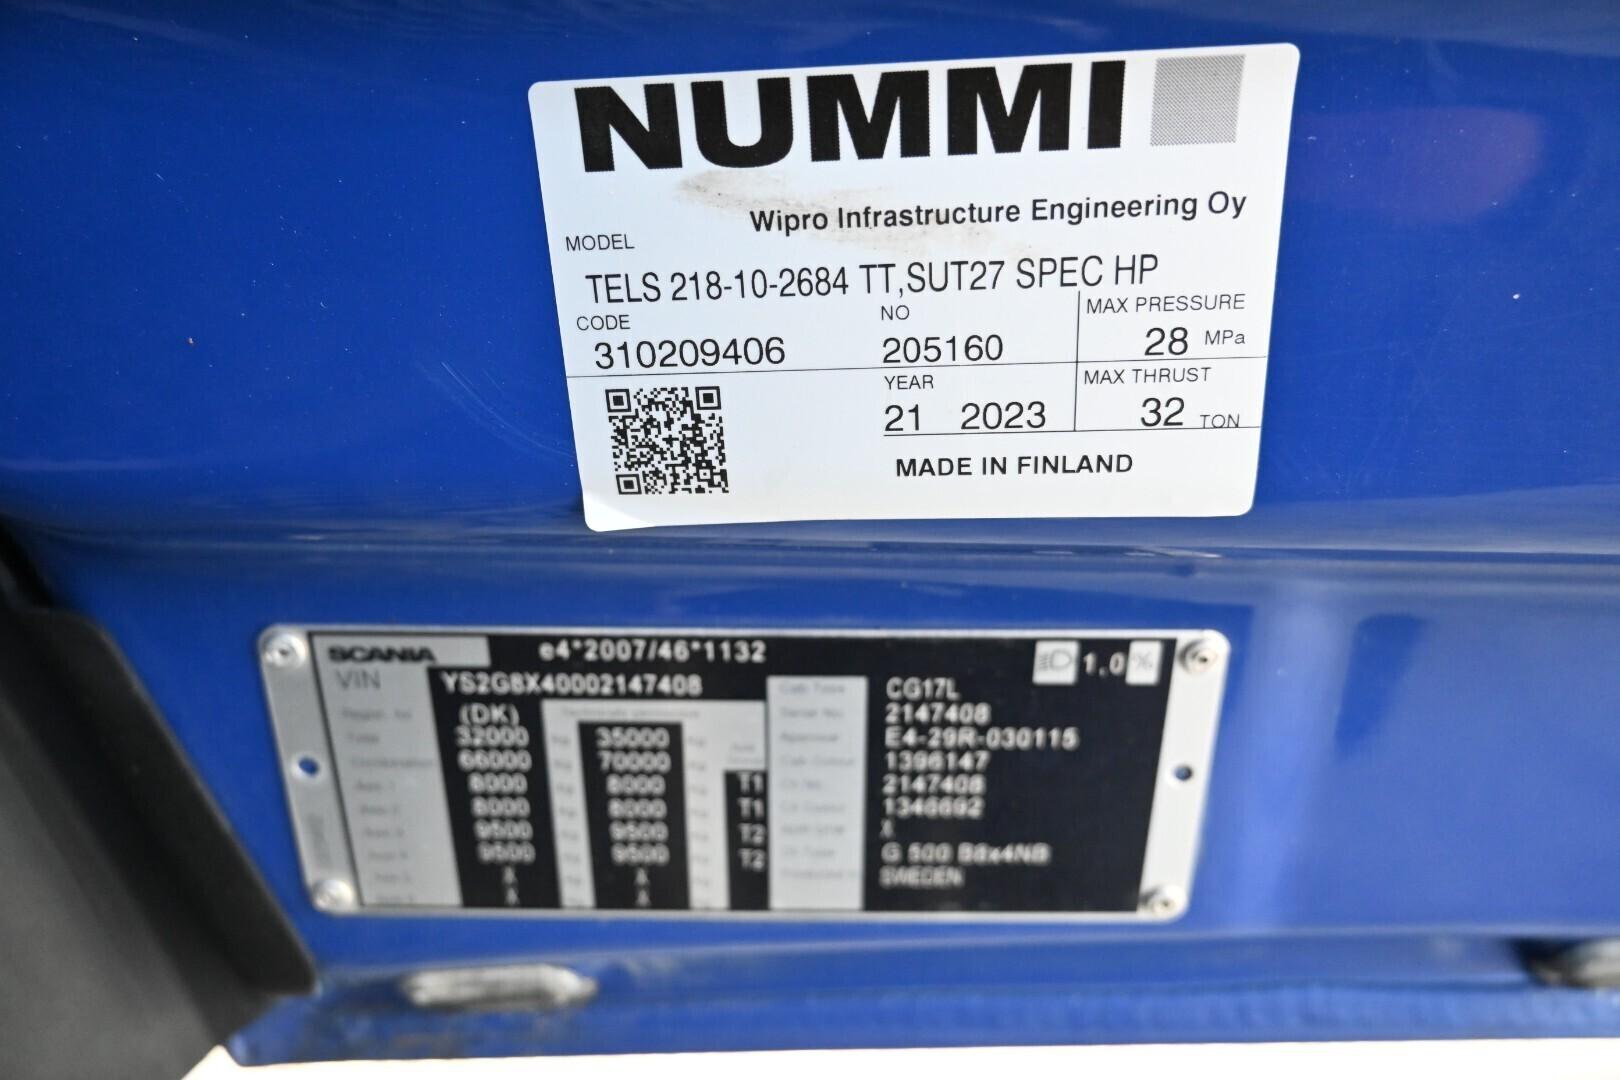 NUMMI
Wipro Infrastructure Engineering Oy
MODEL
TELS 218-10-2684 TT,SUT27 SPEC HP
CODE NO MAX PRESSURE
310209406 205160 28 MPa
YEAR MAX THRUST
21 2023 32 TON
MADE IN FINLAND
SCANIA e4*2007/46*1132 1.0 %
VIN YS2G8X40002147408
(DK)
32000 35000
66000 70000
8000 8000 T1
8000 8000 T1
9500 9500 T2
9500 9500 T2
X X
X X
CG17L
2147408
E4-29R-030115
1396147
2147408
1346692
X
G 500 B8x4NB
SWEDEN